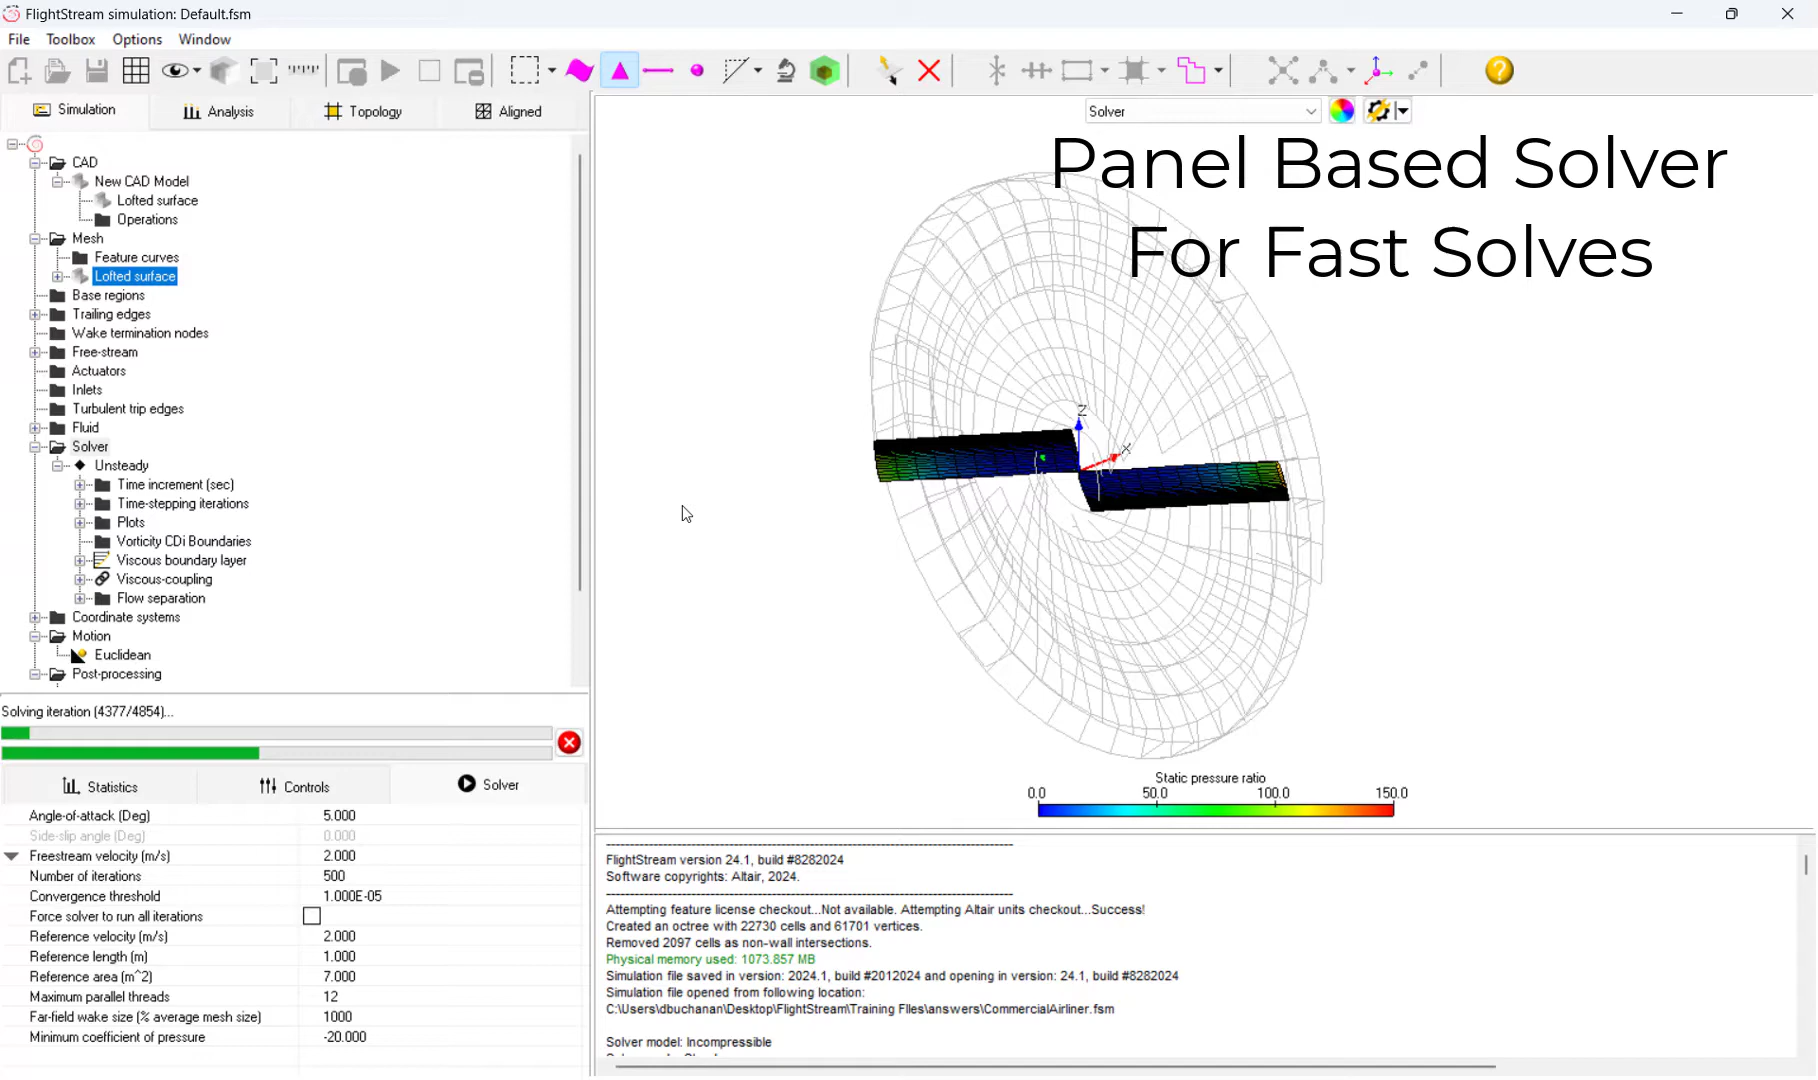 FlightStream simulation: Default.fsm
File Toolbox Options Window
Simulation Analysis Topology Aligned
Solver
Panel Based Solver
For Fast Solves
CAD
New CAD Model
Lofted surface
Operations
Mesh
Feature curves
Lofted surface
Base regions
Trailing edges
Wake termination nodes
Free-stream
Actuators
Inlets
Turbulent trip edges
Fluid
Solver
Unsteady
Time increment (sec)
Time-stepping iterations
Plots
Vorticity CDi Boundaries
Viscous boundary layer
Viscous-coupling
Flow separation
Coordinate systems
Motion
Euclidean
Post-processing
Z
X
Static pressure ratio
0.0 50.0 100.0 150.0
Solving iteration (4377/4854)...
Statistics Controls Solver
Angle-of-attack (Deg) 5.000
Side-slip angle (Deg) 0.000
Freestream velocity (m/s) 2.000
Number of iterations 500
Convergence threshold 1.000E-05
Force solver to run all iterations
Reference velocity (m/s) 2.000
Reference length (m) 1.000
Reference area (m^2) 7.000
Maximum parallel threads 12
Far-field wake size (% average mesh size) 1000
Minimum coefficient of pressure -20.000
FlightStream version 24.1, build #8282024
Software copyrights: Altair, 2024.
Attempting feature license checkout...Not available. Attempting Altair units checkout...Success!
Created an octree with 22730 cells and 61701 vertices.
Removed 2097 cells as non-wall intersections.
Physical memory used: 1073.857 MB
Simulation file saved in version: 2024.1, build #2012024 and opening in version: 24.1, build #8282024
Simulation file opened from following location:
C:\Users\dbuchanan\Desktop\FlightStream\Training FIles\answers\CommercialAirliner.fsm
Solver model: Incompressible